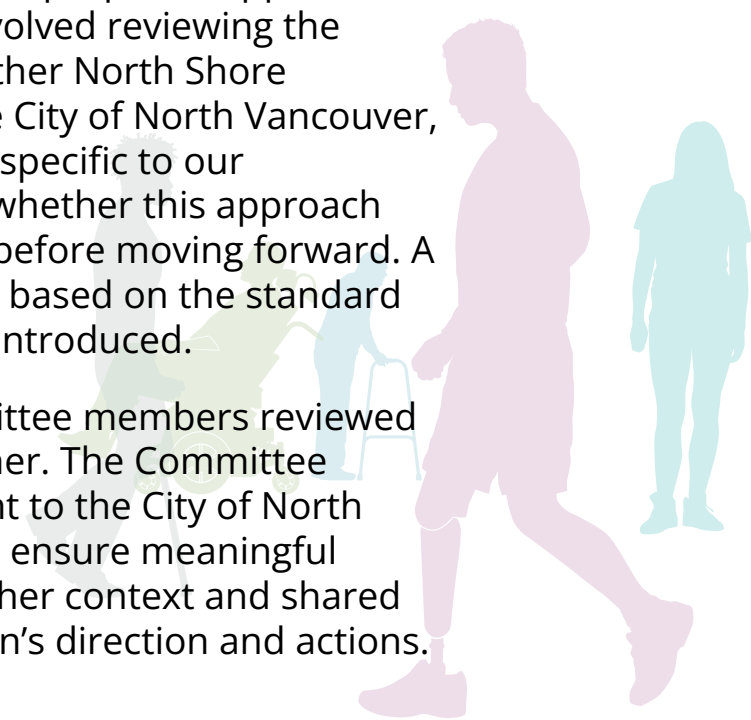 volved reviewing the
ther North Shore
e City of North Vancouver,
specific to our
whether this approach
before moving forward. A
based on the standard
ntroduced.
ittee members reviewed
ner. The Committee
nt to the City of North
ensure meaningful
her context and shared
n's direction and actions.